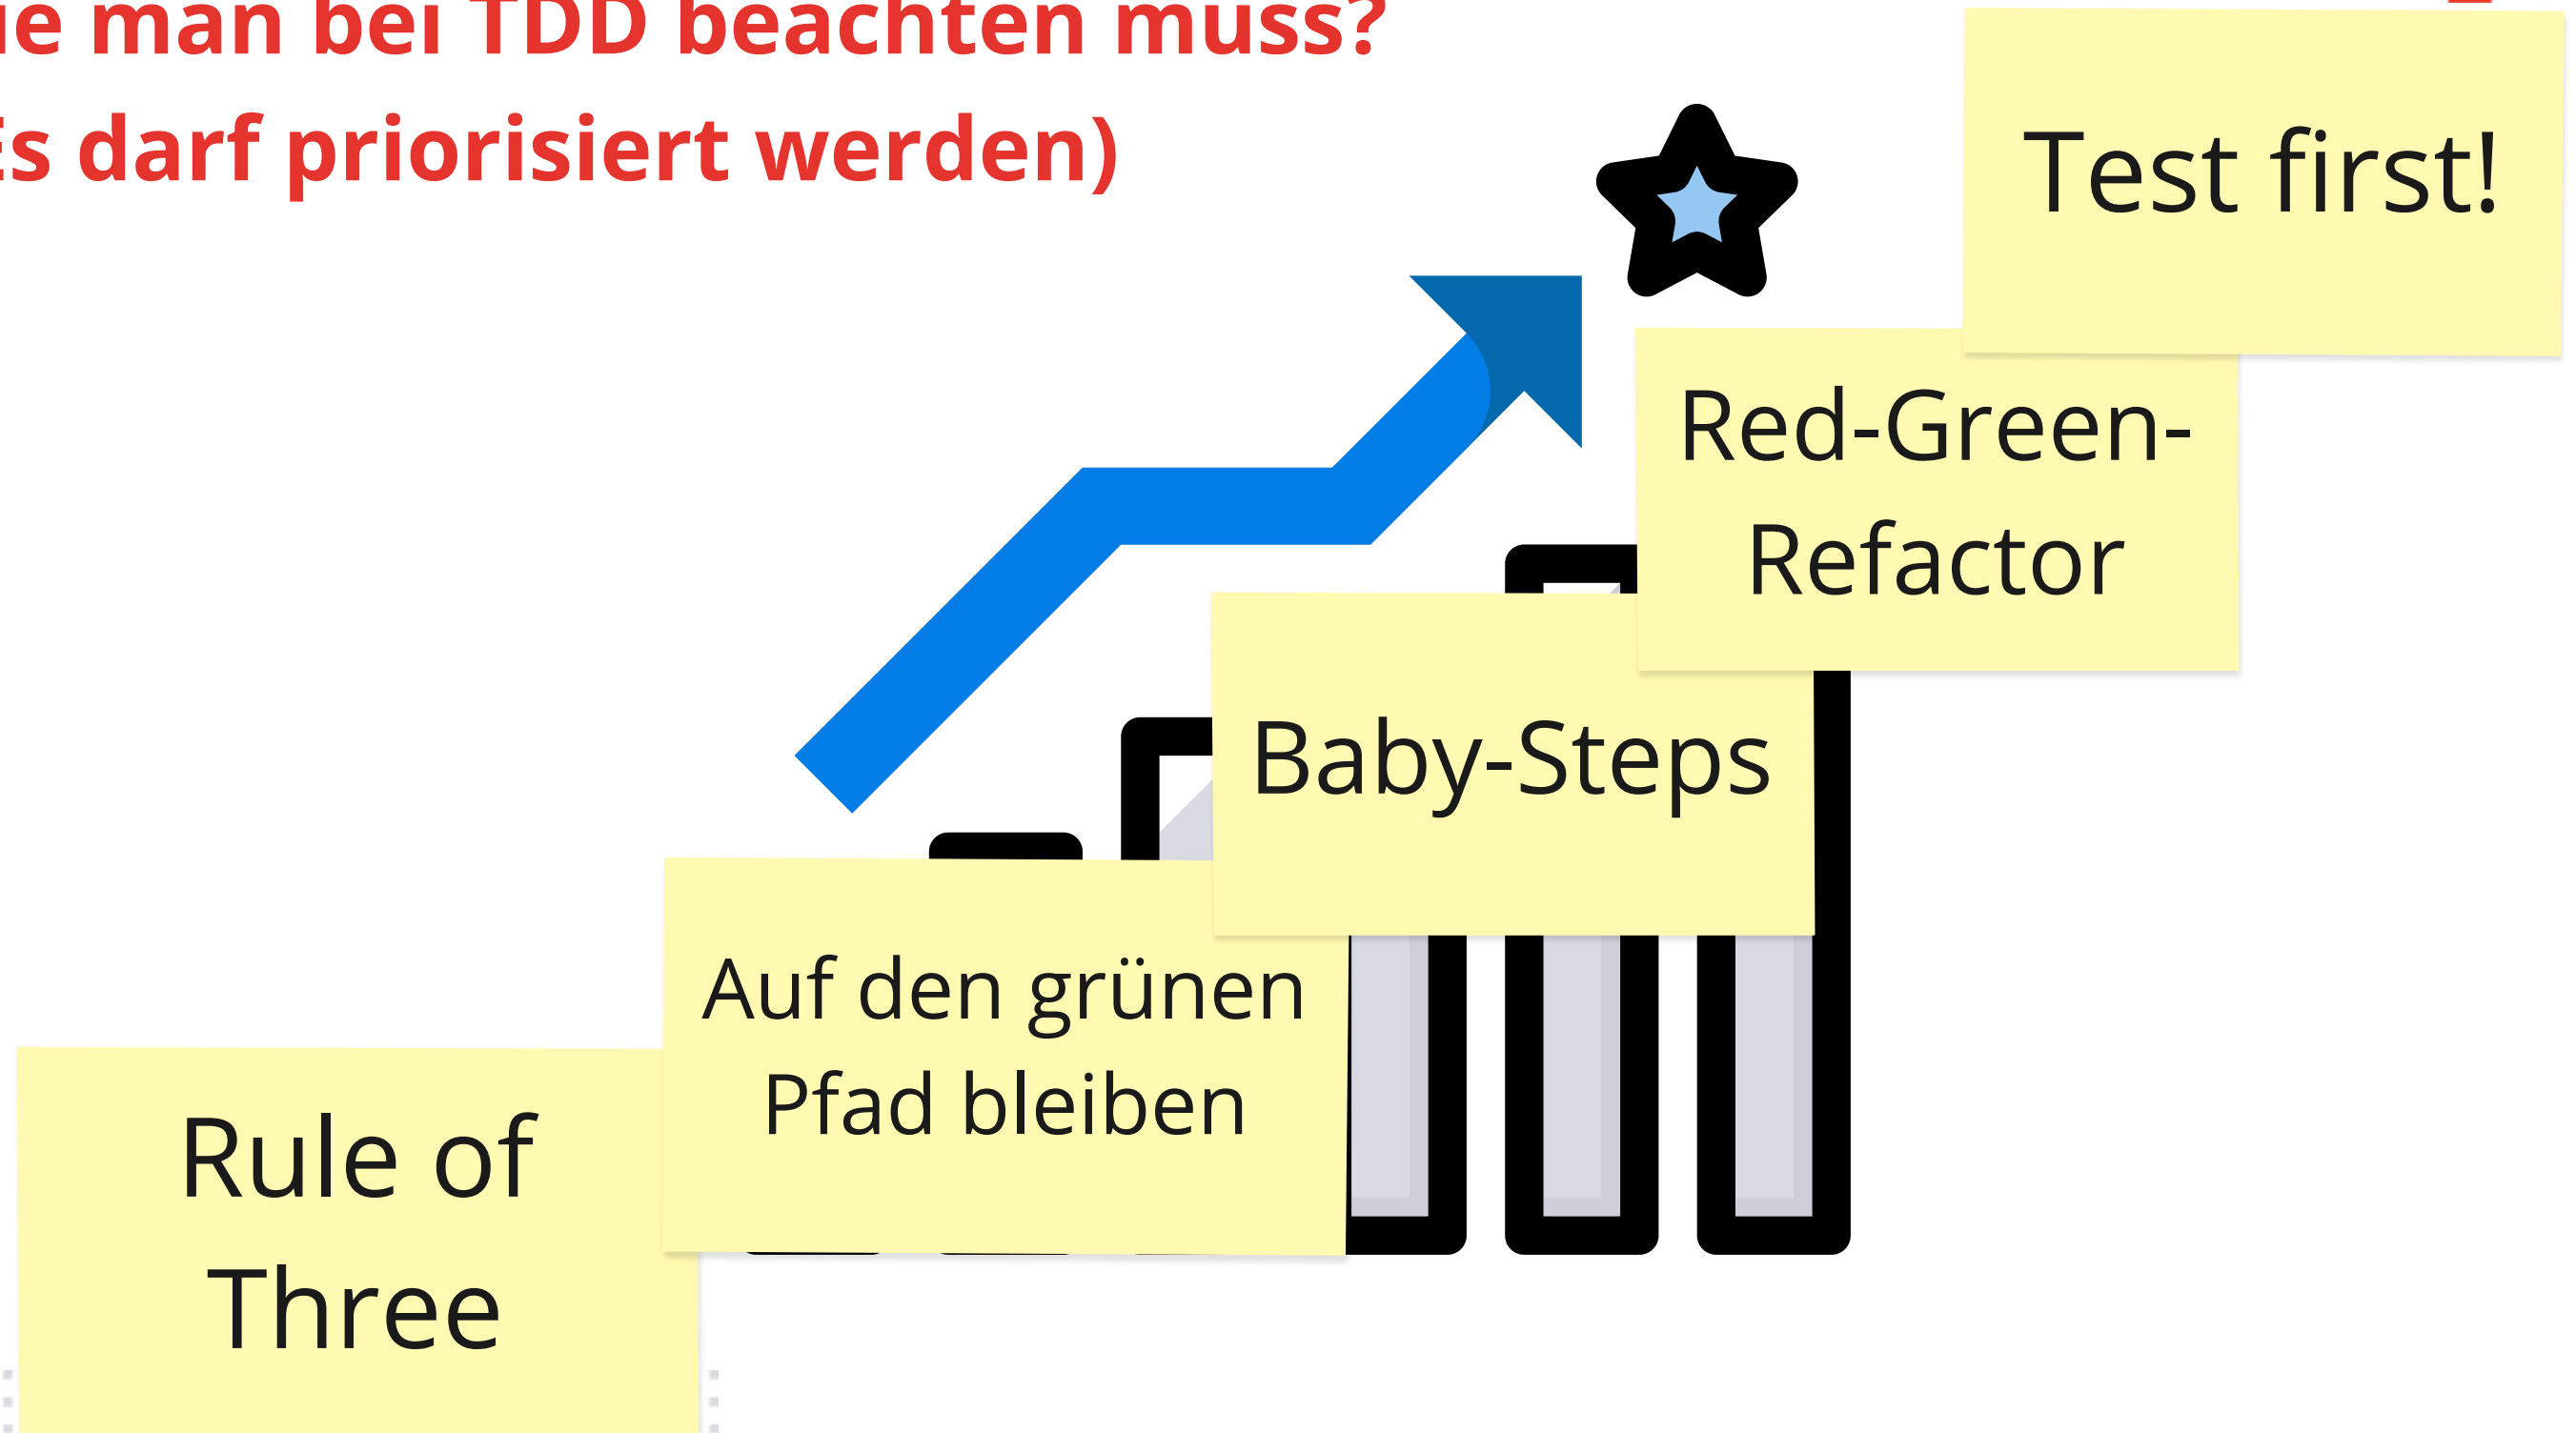 man bei TDD beachten muss?
darf priorisiert werden)
Test first!
Red-Green-
Refactor
Baby-Steps
Auf den grünen
Pfad bleiben
Rule of
Three